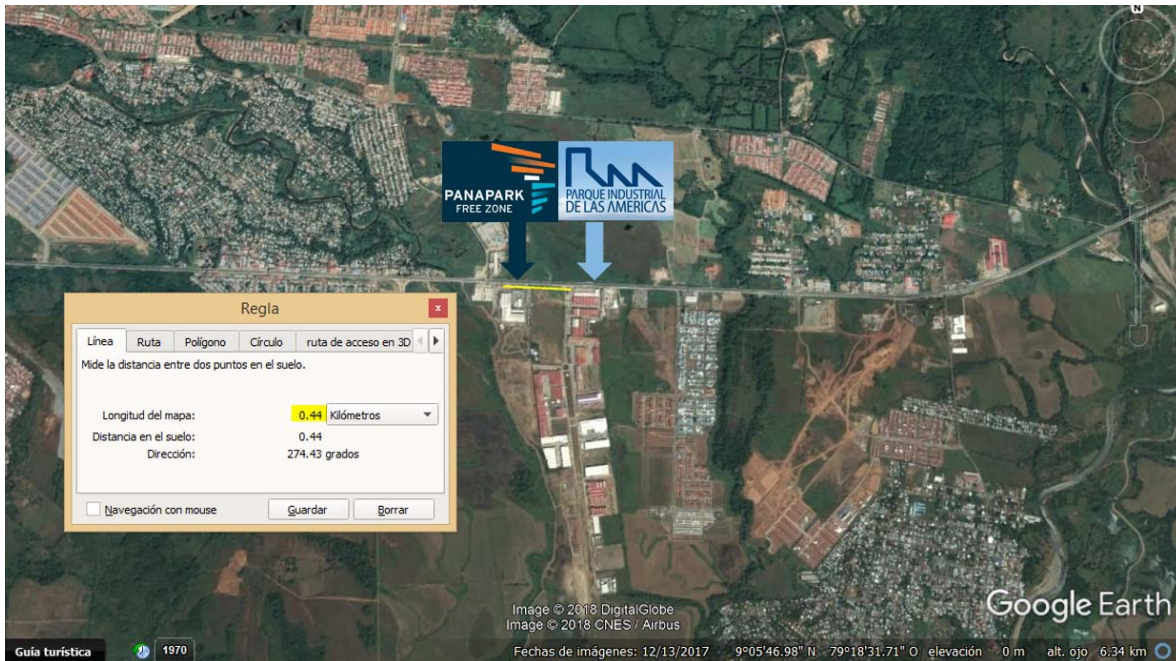 N
PANAPARK
FREE ZONE
PARQUE INDUSTRIAL
DE LAS AMERICAS
Regla
x
Línea Ruta Polígono Círculo ruta de acceso en 3D
Mide la distancia entre dos puntos en el suelo.
Longitud del mapa: 0.44 Kilómetros
Distancia en el suelo: 0.44
Dirección: 274.43 grados
Navegación con mouse Guardar Borrar
Image © 2018 DigitalGlobe
Image © 2018 CNES / Airbus
Google Earth
Guía turística 1970 Fechas de imágenes: 12/13/2017 9°05'46.98" N 79°18'31.71" O elevación 0 m alt. ojo 6.34 km